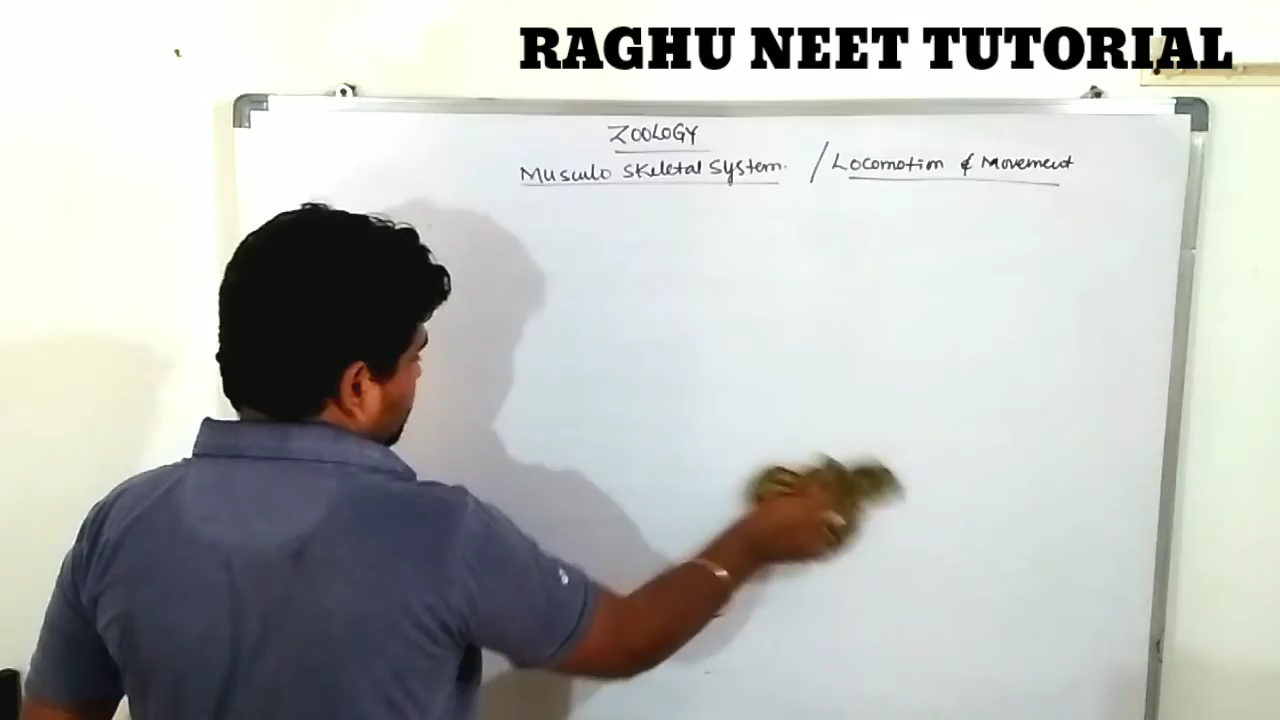 RAGHU NEET TUTORIAL
ZOOLOGY
Musculo Skeletal System. / Locomotion & Movement